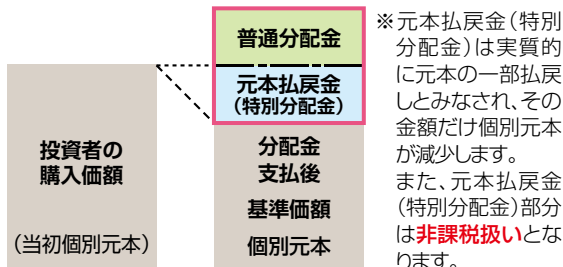 普通分配金
元本払戻金
（特別分配金）
投資者の
購入価額
（当初個別元本）
分配金
支払後
基準価額
個別元本
※元本払戻金（特別
分配金）は実質的
に元本の一部払戻
しとみなされ、その
金額だけ個別元本
が減少します。
また、元本払戻金
（特別分配金）部分
は非課税扱いとな
ります。